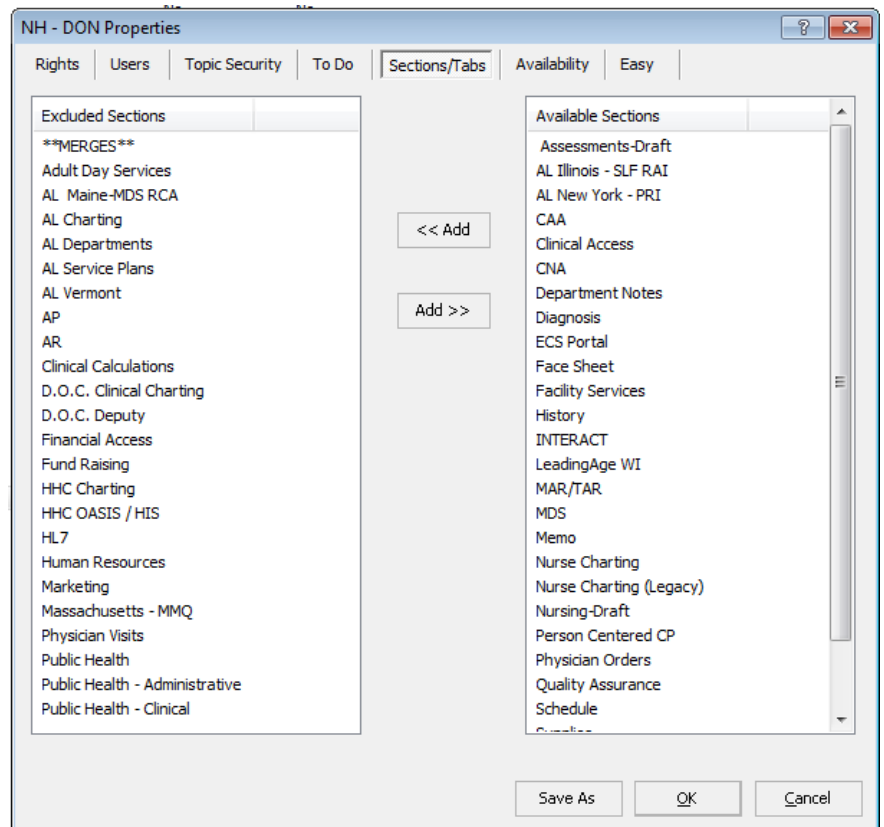 NH - DON Properties
Rights
Users
Topic Security
To Do
Sections/Tabs
Availability
Easy
Excluded Sections
**MERGES**
Adult Day Services
AL Maine-MDS RCA
AL Charting
AL Departments
AL Service Plans
AL Vermont
AP
AR
Clinical Calculations
D.O.C. Clinical Charting
D.O.C. Deputy
Financial Access
Fund Raising
HHC Charting
HHC OASIS / HIS
HL7
Human Resources
Marketing
Massachusetts - MMQ
Physician Visits
Public Health
Public Health - Administrative
Public Health - Clinical
<< Add
Add >>
Available Sections
Assessments-Draft
AL Illinois - SLF RAI
AL New York - PRI
CAA
Clinical Access
CNA
Department Notes
Diagnosis
ECS Portal
Face Sheet
Facility Services
History
INTERACT
LeadingAge WI
MAR/TAR
MDS
Memo
Nurse Charting
Nurse Charting (Legacy)
Nursing-Draft
Person Centered CP
Physician Orders
Quality Assurance
Schedule
Save As
OK
Cancel